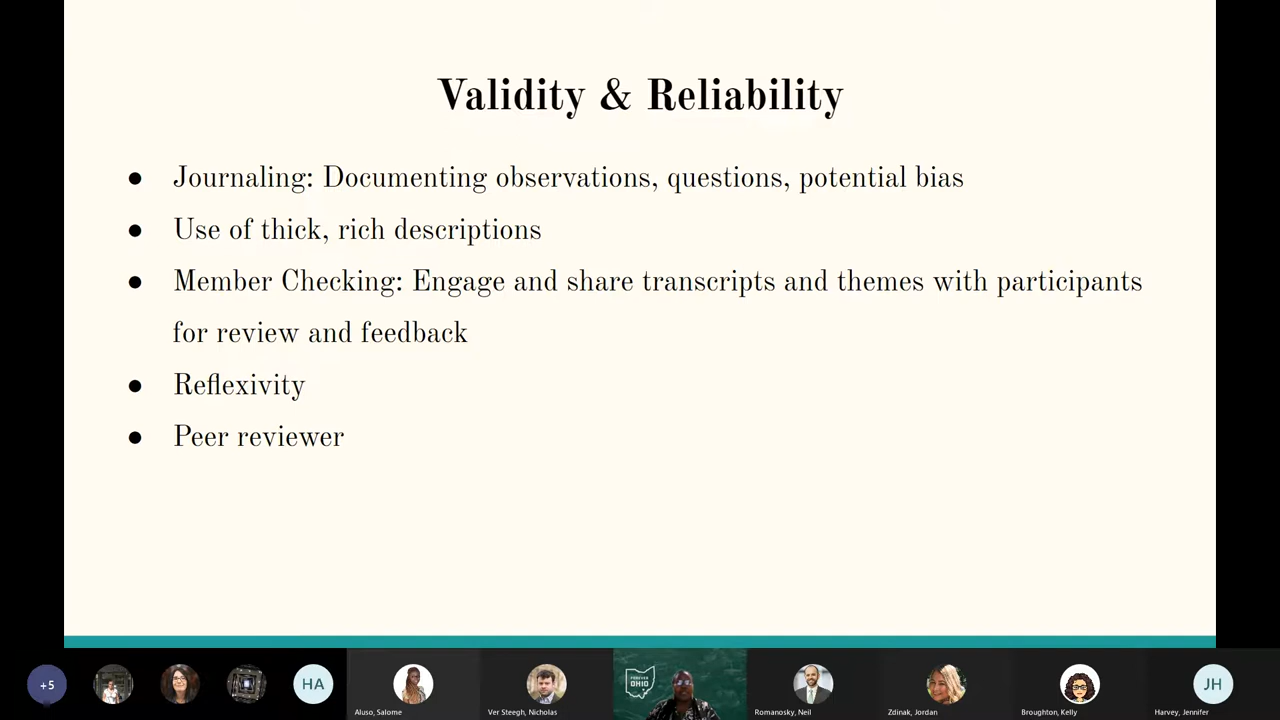 Validity & Reliability
● Journaling: Documenting observations, questions, potential bias
● Use of thick, rich descriptions
● Member Checking: Engage and share transcripts and themes with participants
for review and feedback
● Reflexivity
● Peer reviewer
+5
HA
FOREVER
OHIO
JH
Aluso, Salome
Ver Steegh, Nicholas
Romanosky, Neil
Zdinak, Jordan
Broughton, Kelly
Harvey, Jennifer